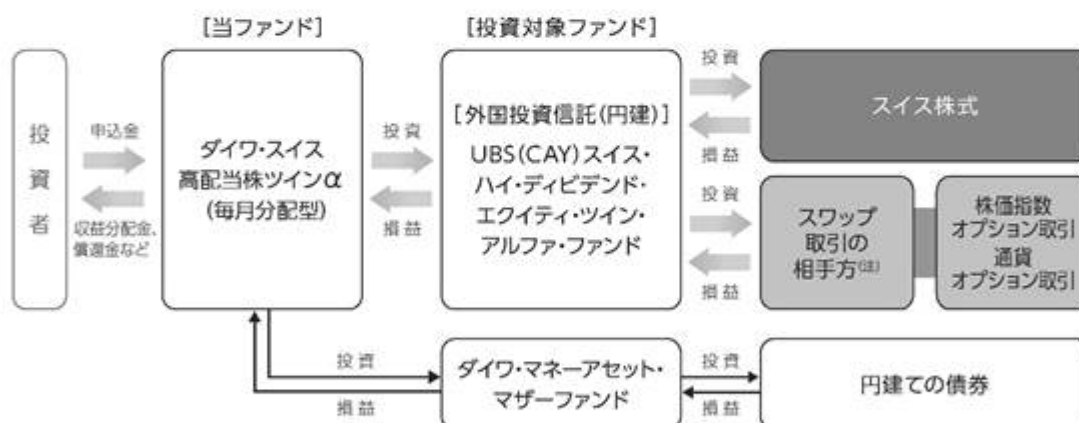 [当ファンド]
[投資対象ファンド]
投資者
申込金
収益分配金、
償還金など
ダイワ・スイス
高配当株ツインα
(毎月分配型)
投資
損益
[外国投資信託(円建)]
UBS(CAY)スイス・
ハイ・ディビデンド・
エクイティ・ツイン・
アルファ・ファンド
投資
損益
スイス株式
投資
損益
スワップ
取引の
相手方(注)
株価指数
オプション取引
通貨
オプション取引
投資
損益
ダイワ・マネーアセット・
マザーファンド
投資
損益
円建ての債券